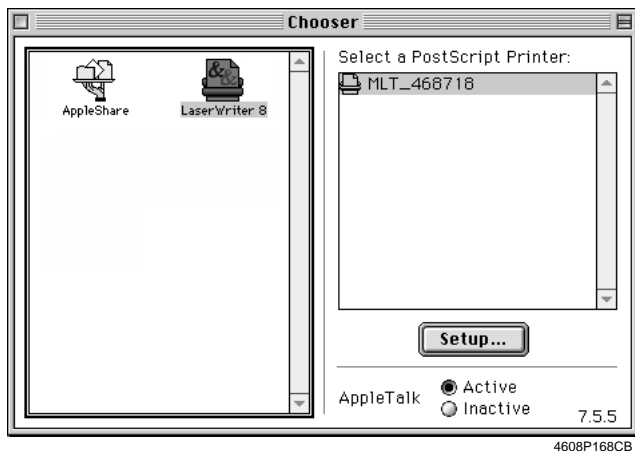 Chooser
AppleShare
LaserWriter 8
Select a PostScript Printer:
MLT_468718
Setup...
AppleTalk
Active
Inactive
7.5.5
4608P168CB